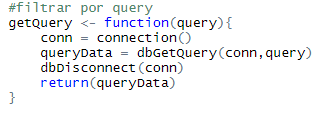 #filtrar por query
getQuery <- function(query){
    conn = connection()
    queryData = dbGetQuery(conn,query)
    dbDisconnect(conn)
    return(queryData)
}